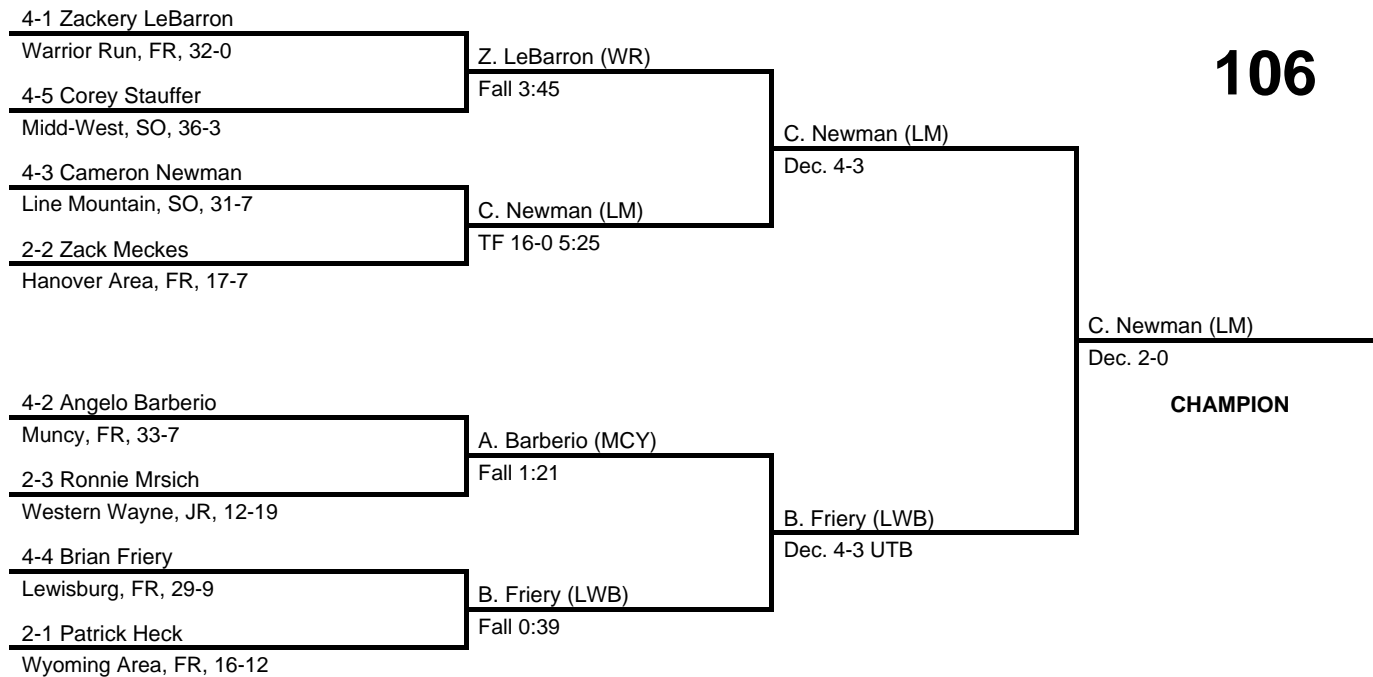 4-1 Zackery LeBarron
Warrior Run, FR, 32-0
Z. LeBarron (WR)
Fall 3:45
106
4-5 Corey Stauffer
Midd-West, SO, 36-3
C. Newman (LM)
Dec. 4-3
4-3 Cameron Newman
Line Mountain, SO, 31-7
C. Newman (LM)
TF 16-0 5:25
2-2 Zack Meckes
Hanover Area, FR, 17-7
C. Newman (LM)
Dec. 2-0
CHAMPION
4-2 Angelo Barberio
Muncy, FR, 33-7
A. Barberio (MCY)
Fall 1:21
2-3 Ronnie Mrsich
Western Wayne, JR, 12-19
B. Friery (LWB)
Dec. 4-3 UTB
4-4 Brian Friery
Lewisburg, FR, 29-9
B. Friery (LWB)
Fall 0:39
2-1 Patrick Heck
Wyoming Area, FR, 16-12